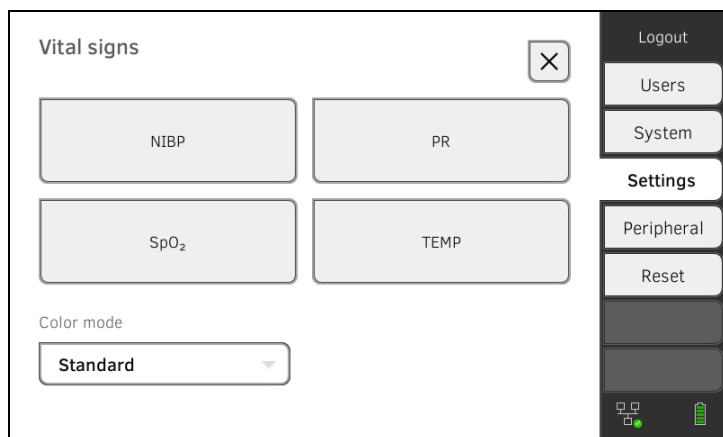 Vital signs
NIBP
PR
SpO₂
TEMP
Color mode
Standard
Logout
Users
System
Settings
Peripheral
Reset